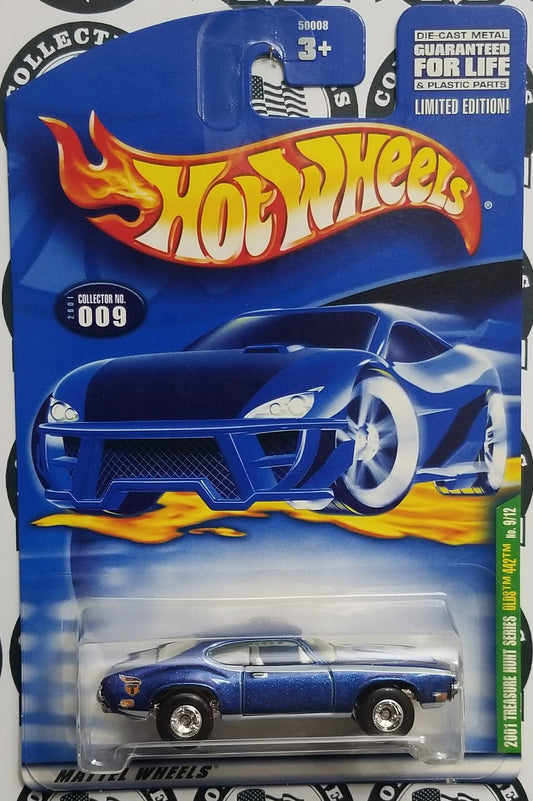 50008
3+
DIE-CAST METAL
GUARANTEED
FOR LIFE
& PLASTIC PARTS
LIMITED EDITION!
HOT WHEELS®
2001
COLLECTOR NO.
009
2001 TREASURE HUNT SERIES OLDS™ 442™ No. 9/12
MATTEL WHEELS™